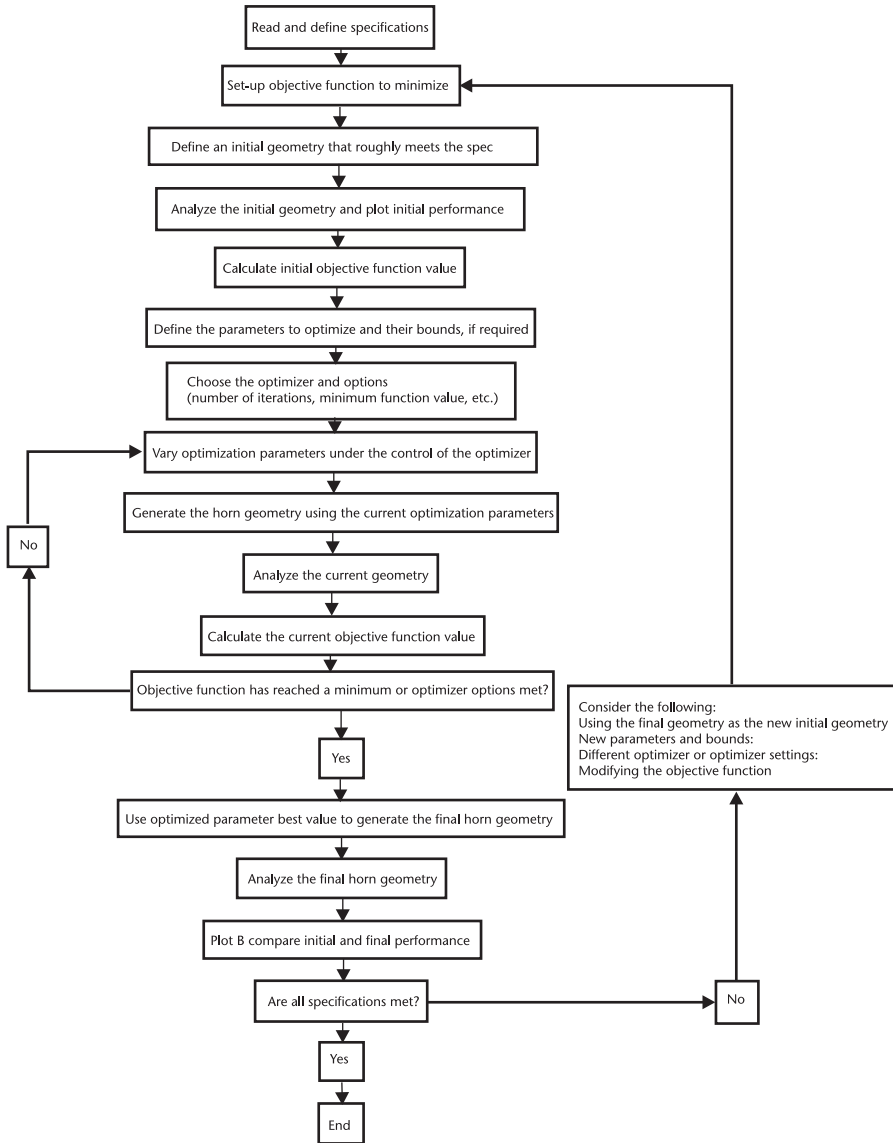 Read and define specifications
Set-up objective function to minimize
Define an initial geometry that roughly meets the spec
Analyze the initial geometry and plot initial performance
Calculate initial objective function value
Define the parameters to optimize and their bounds, if required
Choose the optimizer and options
(number of iterations, minimum function value, etc.)
Vary optimization parameters under the control of the optimizer
Generate the horn geometry using the current optimization parameters
No
Analyze the current geometry
Calculate the current objective function value
Objective function has reached a minimum or optimizer options met?
Consider the following:
Using the final geometry as the new initial geometry
New parameters and bounds:
Different optimizer or optimizer settings:
Modifying the objective function
Yes
Use optimized parameter best value to generate the final horn geometry
Analyze the final horn geometry
Plot B compare initial and final performance
Are all specifications met?
No
Yes
End